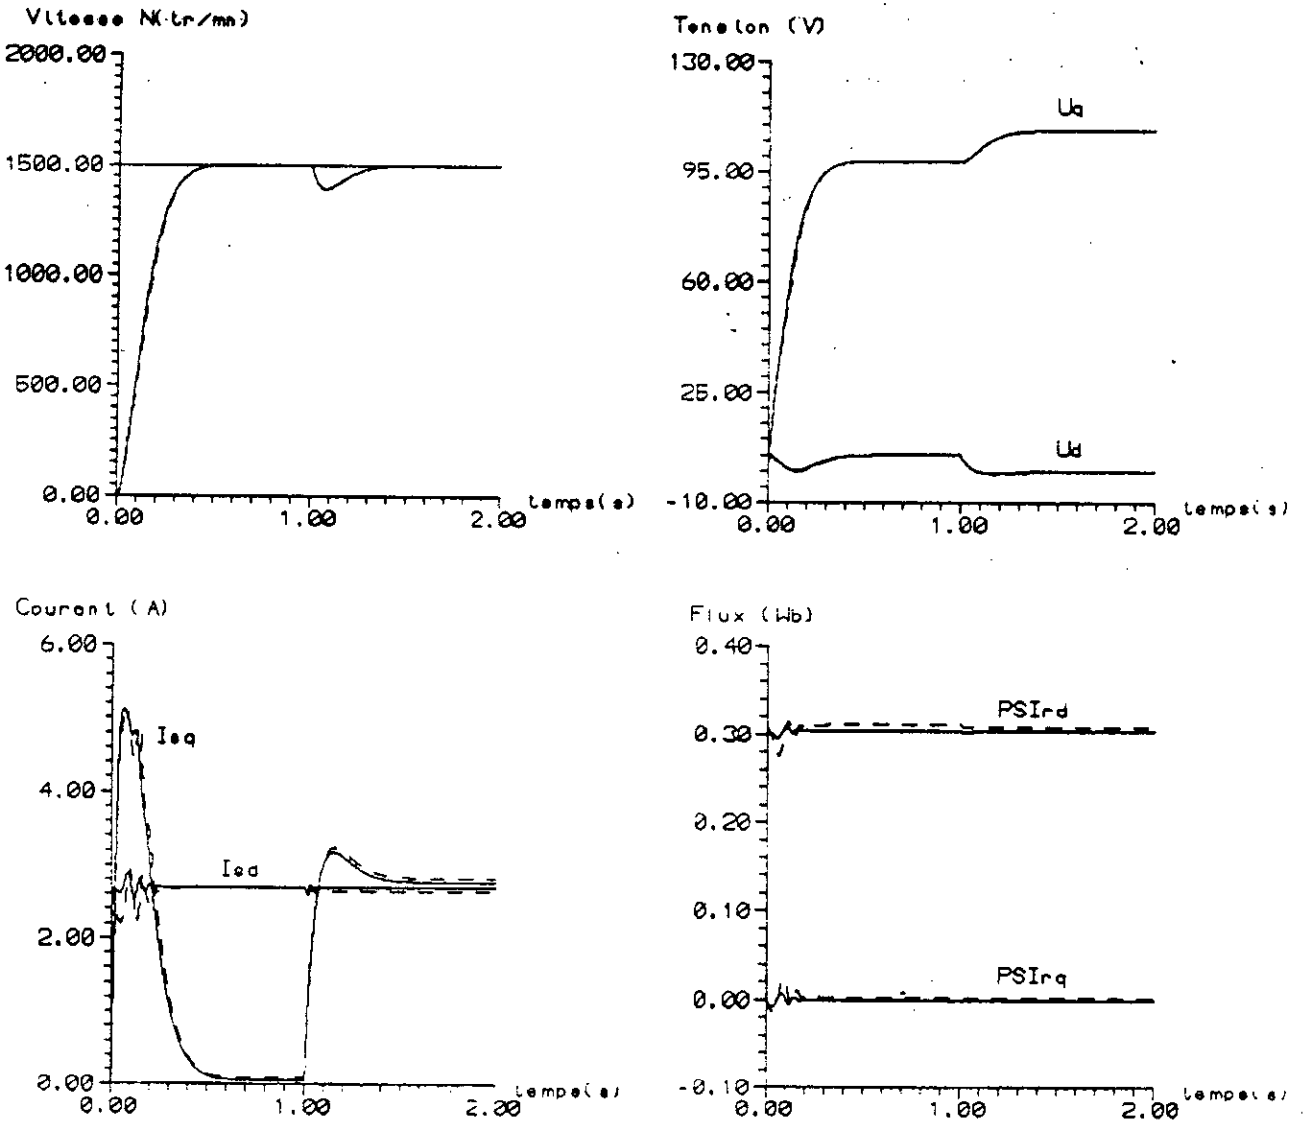 Vitesse N(tr/mn)
2000.00
1500.00
1000.00
500.00
0.00
0.00 1.00 2.00
temps(s)
Tension (V)
130.00
95.00
60.00
25.00
-10.00
Uq
Ud
0.00 1.00 2.00
temps(s)
Courant (A)
6.00
4.00
2.00
0.00
Isq
Isd
0.00 1.00 2.00
temps(s)
Flux (Wb)
0.40
0.30
0.20
0.10
0.00
-0.10
PSIrd
PSIrq
0.00 1.00 2.00
temps(s)